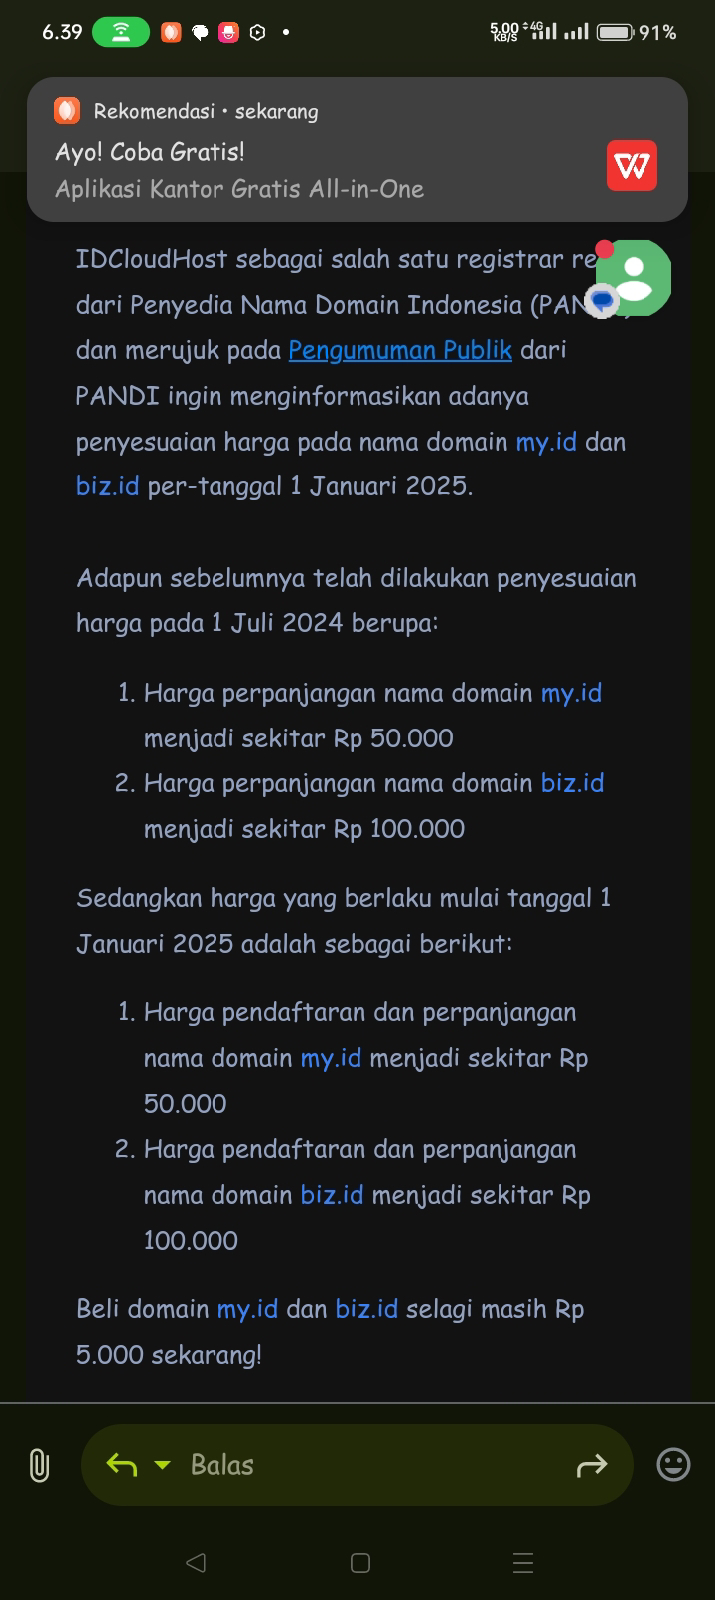 6.39
5.00 KB/S 4G 91%
Rekomendasi • sekarang
Ayo! Coba Gratis!
Aplikasi Kantor Gratis All-in-One
IDCloudHost sebagai salah satu registrar
dari Penyedia Nama Domain Indonesia
dan merujuk pada Pengumuman Publik dari
PANDI ingin menginformasikan adanya
penyesuaian harga pada nama domain my.id dan
biz.id per-tanggal 1 Januari 2025.
Adapun sebelumnya telah dilakukan penyesuaian
harga pada 1 Juli 2024 berupa:
1. Harga perpanjangan nama domain my.id
menjadi sekitar Rp 50.000
2. Harga perpanjangan nama domain biz.id
menjadi sekitar Rp 100.000
Sedangkan harga yang berlaku mulai tanggal 1
Januari 2025 adalah sebagai berikut:
1. Harga pendaftaran dan perpanjangan
nama domain my.id menjadi sekitar Rp
50.000
2. Harga pendaftaran dan perpanjangan
nama domain biz.id menjadi sekitar Rp
100.000
Beli domain my.id dan biz.id selagi masih Rp
5.000 sekarang!
Balas